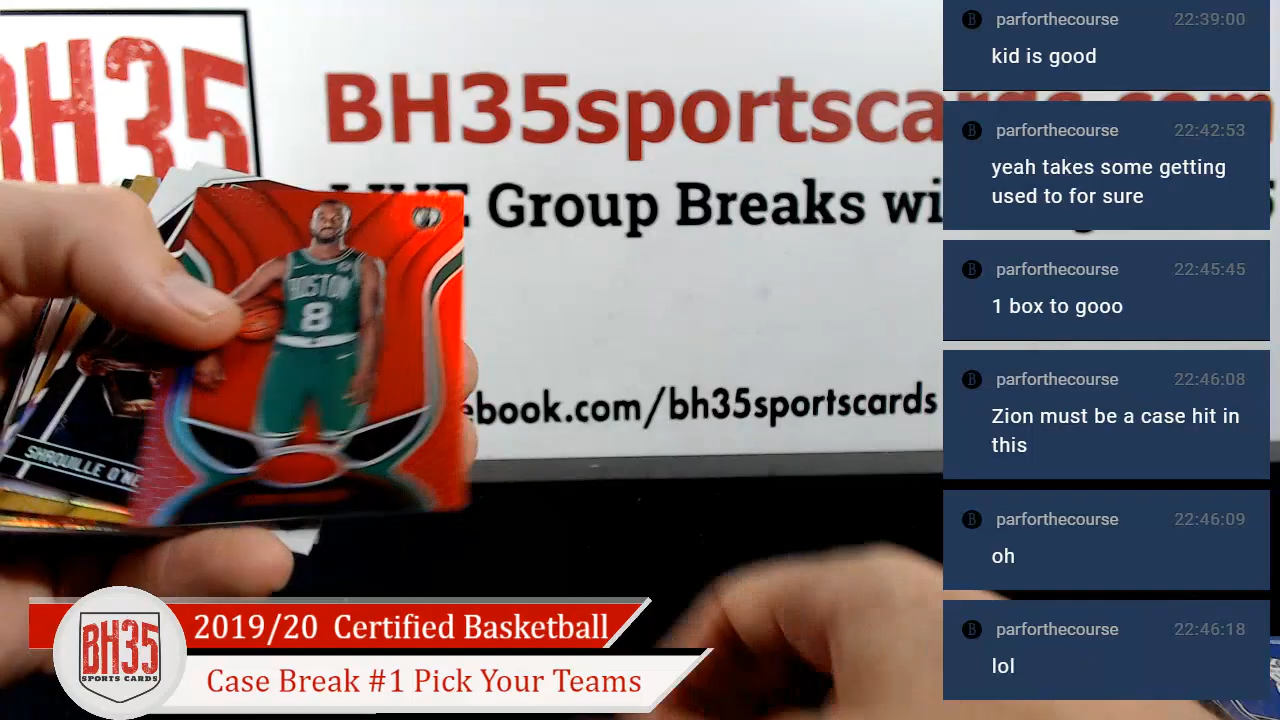 BH35
BH35sportscards.com
LIVE Group Breaks
ebook.com/bh35sportscards
BOSTON
8
SHAQUILLE O'NE
BH35
SPORTS CARDS
2019/20 Certified Basketball
Case Break #1 Pick Your Teams
parforthecourse 22:39:00
kid is good
parforthecourse 22:42:53
yeah takes some getting
used to for sure
parforthecourse 22:45:45
1 box to gooo
parforthecourse 22:46:08
Zion must be a case hit in
this
parforthecourse 22:46:09
oh
parforthecourse 22:46:18
lol